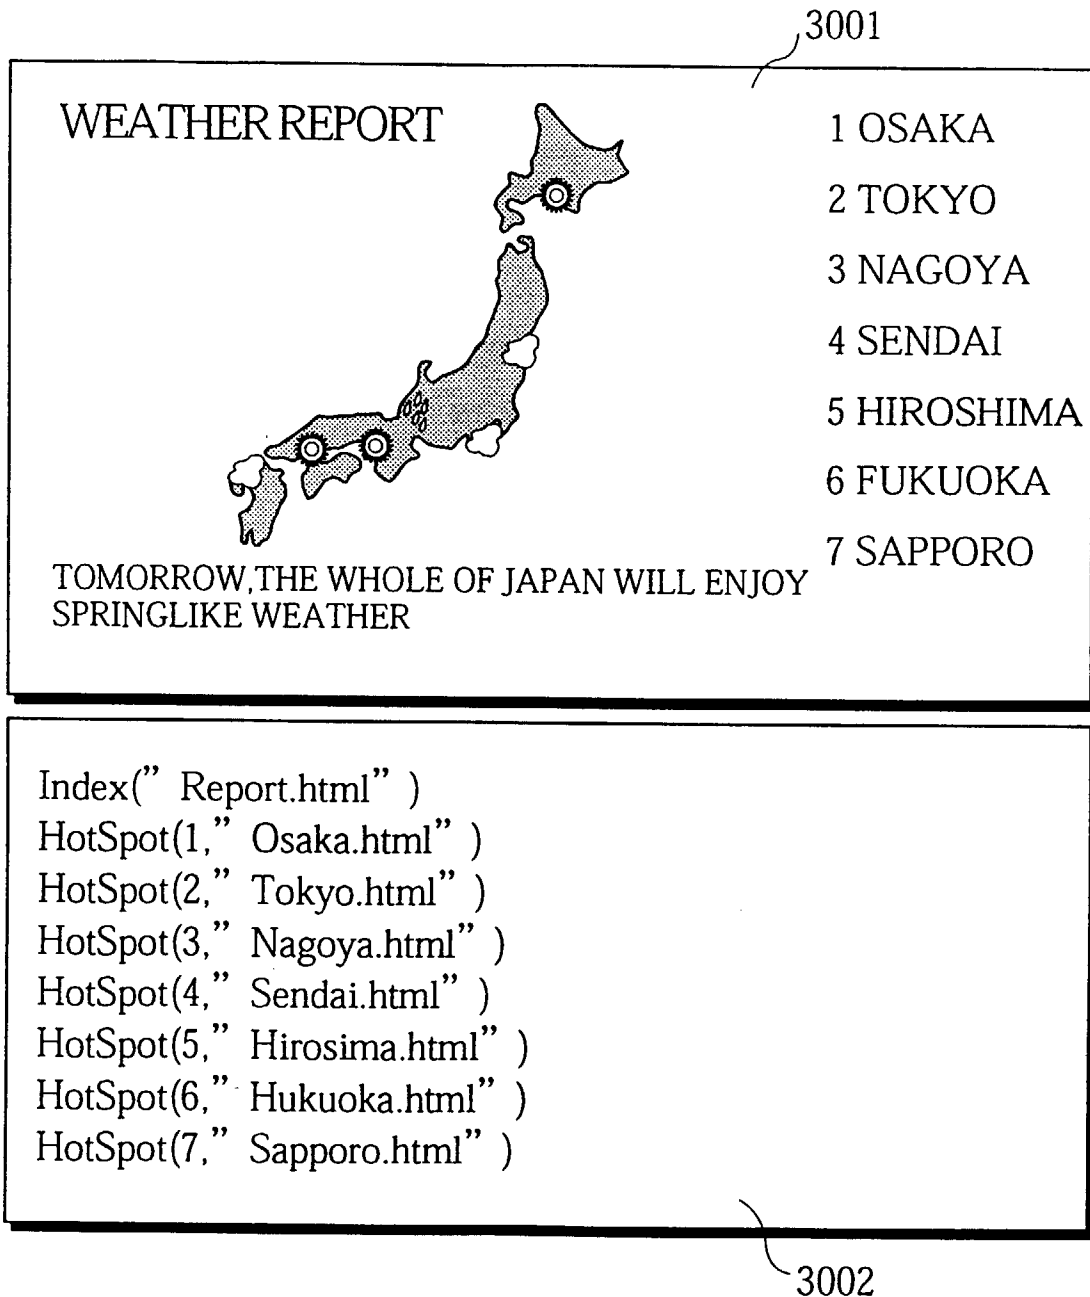 3001
WEATHER REPORT
1 OSAKA
2 TOKYO
3 NAGOYA
4 SENDAI
5 HIROSHIMA
6 FUKUOKA
7 SAPPORO
TOMORROW,THE WHOLE OF JAPAN WILL ENJOY
SPRINGLIKE WEATHER
Index(” Report.html” )
HotSpot(1,” Osaka.html” )
HotSpot(2,” Tokyo.html” )
HotSpot(3,” Nagoya.html” )
HotSpot(4,” Sendai.html” )
HotSpot(5,” Hirosima.html” )
HotSpot(6,” Hukuoka.html” )
HotSpot(7,” Sapporo.html” )
3002